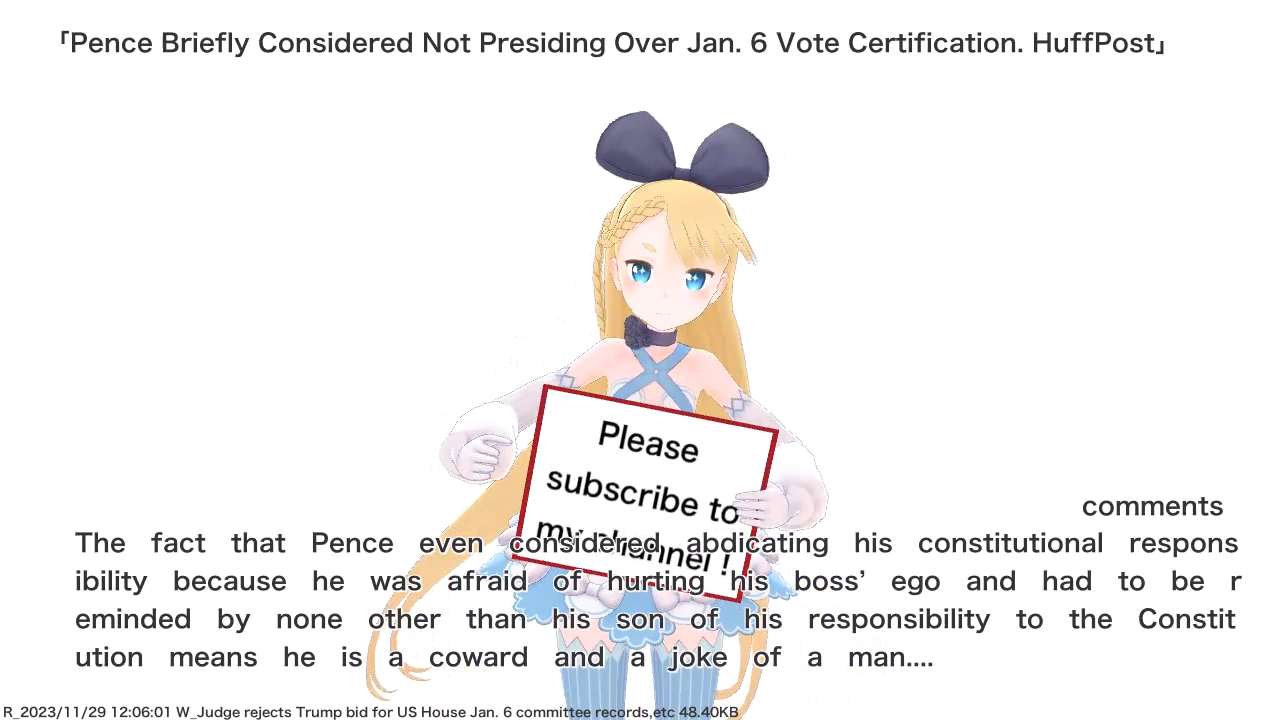 「Pence Briefly Considered Not Presiding Over Jan. 6 Vote Certification. HuffPost」
Please
subscribe to
my channel !
comments
The fact that Pence even considered abdicating his constitutional respons
ibility because he was afraid of hurting his boss’ ego and had to be r
eminded by none other than his son of his responsibility to the Constit
ution means he is a coward and a joke of a man....
R_2023/11/29 12:06:01 W_Judge rejects Trump bid for US House Jan. 6 committee records,etc 48.40KB